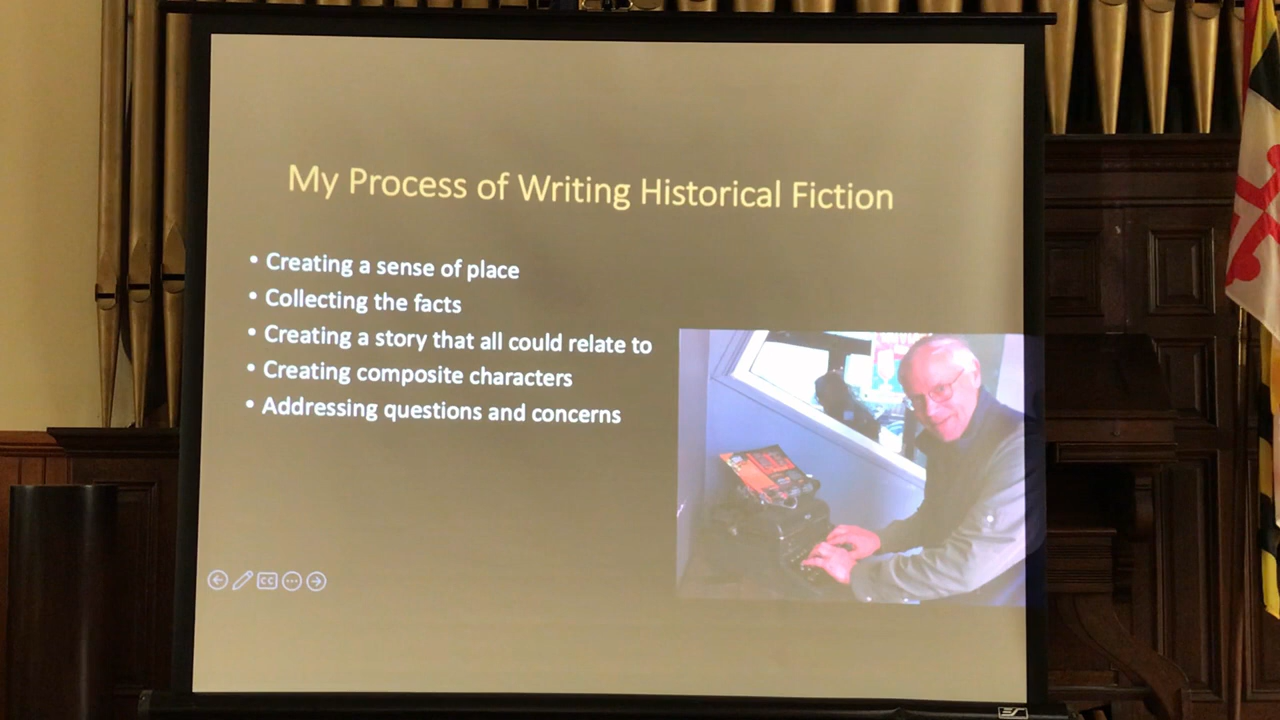 My Process of Writing Historical Fiction
• Creating a sense of place
• Collecting the facts
• Creating a story that all could relate to
• Creating composite characters
• Addressing questions and concerns
CC